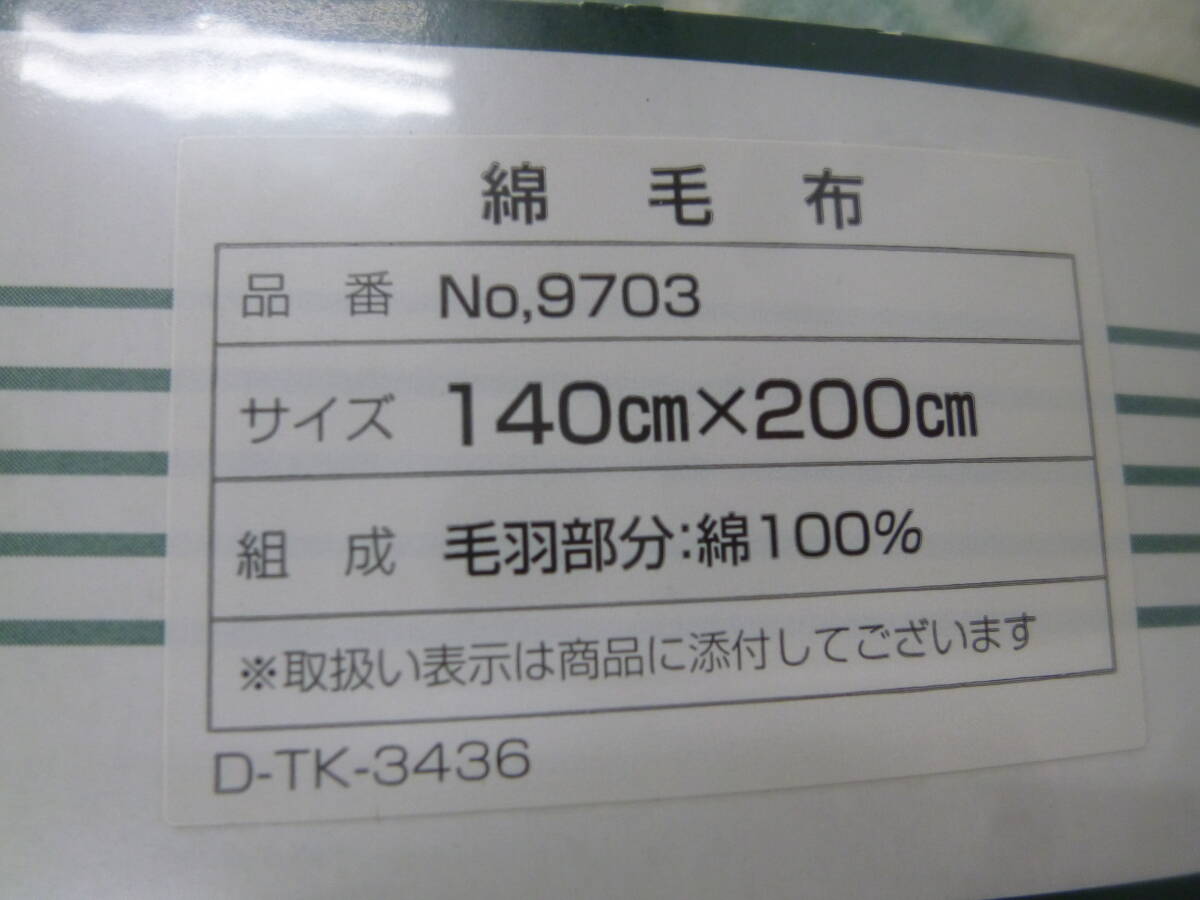 綿毛布
品番 No,9703
サイズ 140㎝×200㎝
組成 毛羽部分:綿100%
※取扱い表示は商品に添付してございます
D-TK-3436